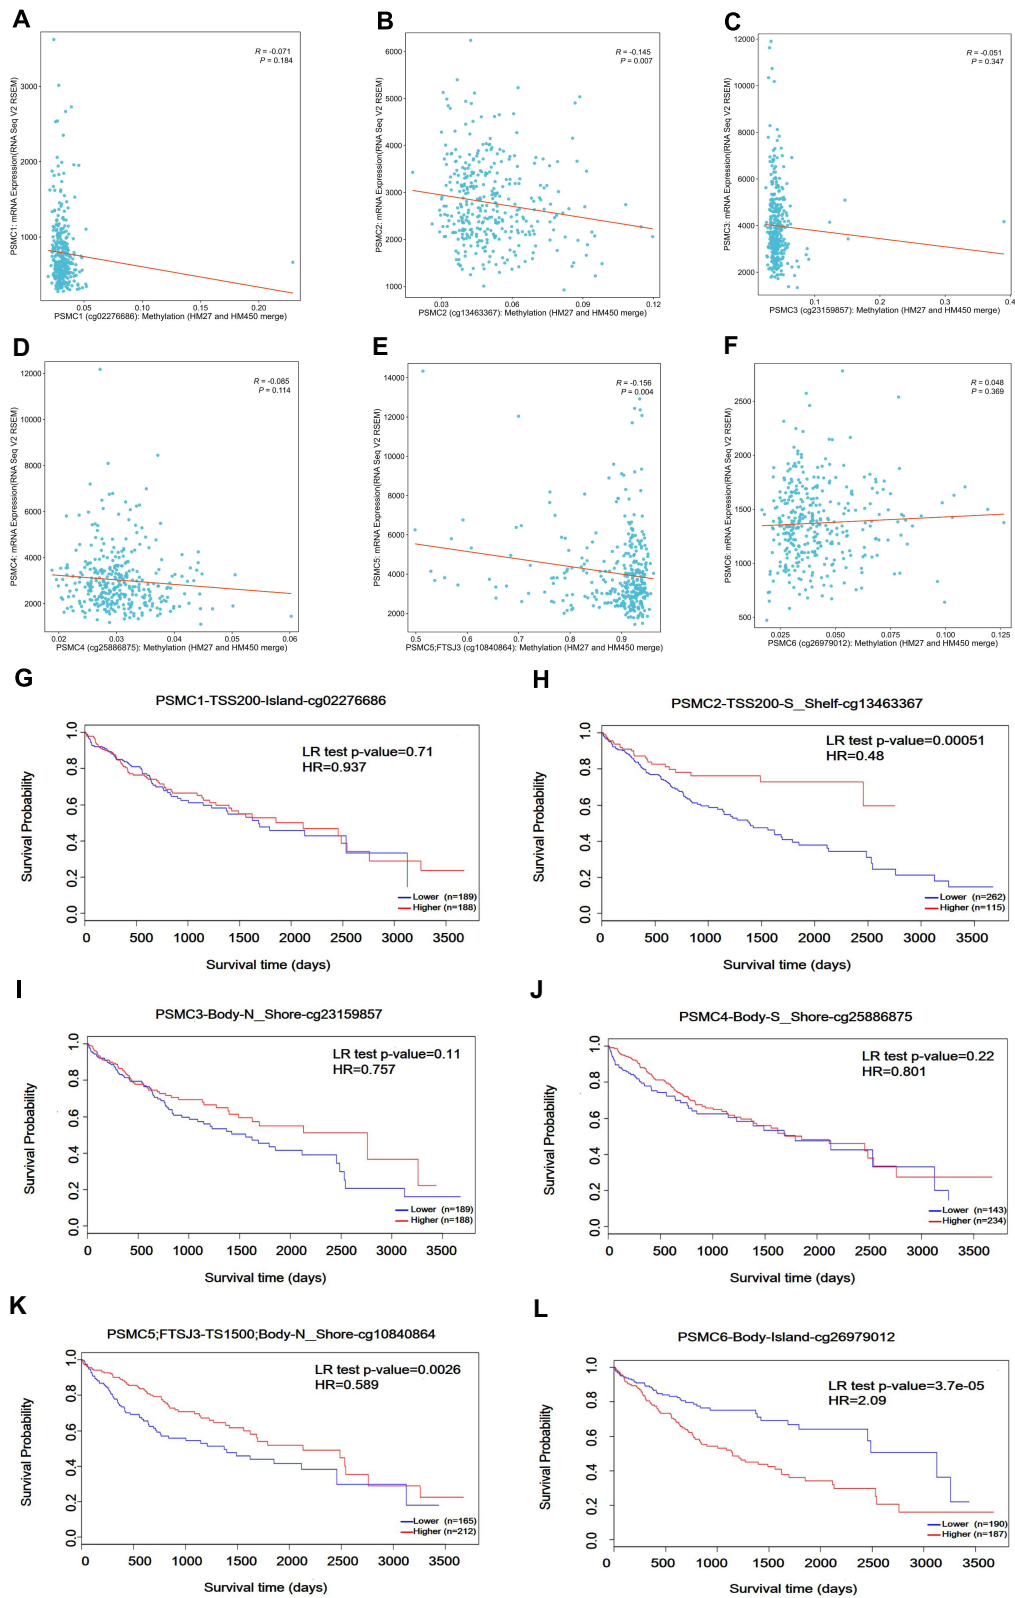 A
R = -0.071
P = 0.184
PSMC1: mRNA Expression(RNA Seq V2 RSEM)
3000
2000
1000
0.05
0.10
0.15
0.20
PSMC1 (cg02276686): Methylation (HM27 and HM450 merge)
B
R = -0.145
P = 0.007
PSMC2: mRNA Expression(RNA Seq V2 RSEM)
6000
5000
4000
3000
2000
1000
0.03
0.06
0.09
0.12
PSMC2 (cg13463367): Methylation (HM27 and HM450 merge)
C
R = -0.051
P = 0.347
PSMC3: mRNA Expression(RNA Seq V2 RSEM)
12000
10000
8000
6000
4000
2000
0.1
0.2
0.3
0.4
PSMC3 (cg23159857): Methylation (HM27 and HM450 merge)
D
R = -0.085
P = 0.114
PSMC4: mRNA Expression(RNA Seq V2 RSEM)
12000
10000
8000
6000
4000
2000
0.02
0.03
0.04
0.05
0.06
PSMC4 (cg25886875): Methylation (HM27 and HM450 merge)
E
R = -0.156
P = 0.004
PSMC5: mRNA Expression(RNA Seq V2 RSEM)
14000
12000
10000
8000
6000
4000
2000
0.5
0.6
0.7
0.8
0.9
PSMC5;FTSJ3 (cg10840864): Methylation (HM27 and HM450 merge)
F
R = 0.048
P = 0.369
PSMC6: mRNA Expression(RNA Seq V2 RSEM)
2500
2000
1500
1000
500
0.025
0.050
0.075
0.100
0.125
PSMC6 (cg26979012): Methylation (HM27 and HM450 merge)
G
PSMC1-TSS200-Island-cg02276686
LR test p-value=0.71
HR=0.937
Survival Probability
1.0
0.8
0.6
0.4
0.2
0.0
Lower (n=189)
Higher (n=188)
0 500 1000 1500 2000 2500 3000 3500
Survival time (days)
H
PSMC2-TSS200-S_Shelf-cg13463367
LR test p-value=0.00051
HR=0.48
Survival Probability
1.0
0.8
0.6
0.4
0.2
0.0
Lower (n=262)
Higher (n=115)
0 500 1000 1500 2000 2500 3000 3500
Survival time (days)
I
PSMC3-Body-N_Shore-cg23159857
LR test p-value=0.11
HR=0.757
Survival Probability
1.0
0.8
0.6
0.4
0.2
0.0
Lower (n=189)
Higher (n=188)
0 500 1000 1500 2000 2500 3000 3500
Survival time (days)
J
PSMC4-Body-S_Shore-cg25886875
LR test p-value=0.22
HR=0.801
Survival Probability
1.0
0.8
0.6
0.4
0.2
0.0
Lower (n=143)
Higher (n=234)
0 500 1000 1500 2000 2500 3000 3500
Survival time (days)
K
PSMC5;FTSJ3-TS1500;Body-N_Shore-cg10840864
LR test p-value=0.0026
HR=0.589
Survival Probability
1.0
0.8
0.6
0.4
0.2
0.0
Lower (n=165)
Higher (n=212)
0 500 1000 1500 2000 2500 3000 3500
Survival time (days)
L
PSMC6-Body-Island-cg26979012
LR test p-value=3.7e-05
HR=2.09
Survival Probability
1.0
0.8
0.6
0.4
0.2
0.0
Lower (n=190)
Higher (n=187)
0 500 1000 1500 2000 2500 3000 3500
Survival time (days)